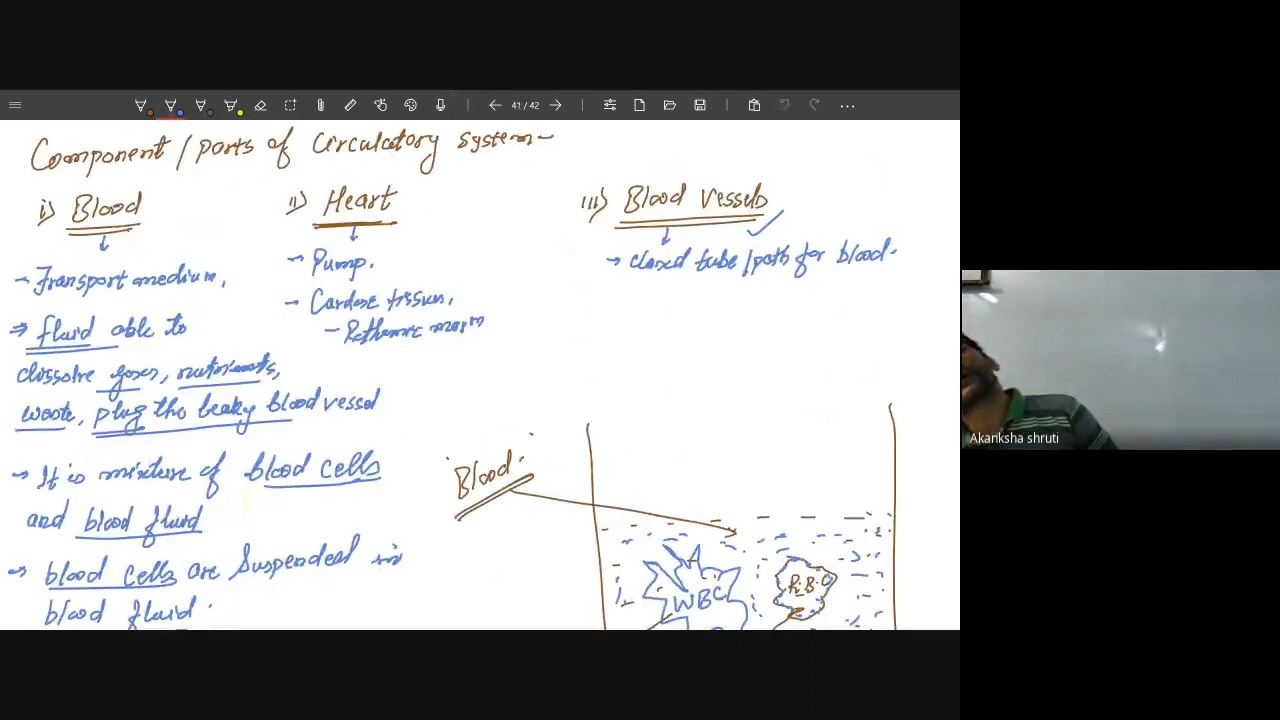 41 / 42
Component / parts of Circulatory system-
i) Blood
ii) Heart
iii) Blood Vessels
- Transport medium,
- Pump.
→ closed tube/path for blood.
⇒ fluid able to
dissolve gases, nutrients,
waste, plug the leaky blood vessel
- It is mixture of blood cells
and blood fluid
→ blood cells are Suspended in
blood fluid.
Blood.
WBC
R.B.C
Akanksha shruti